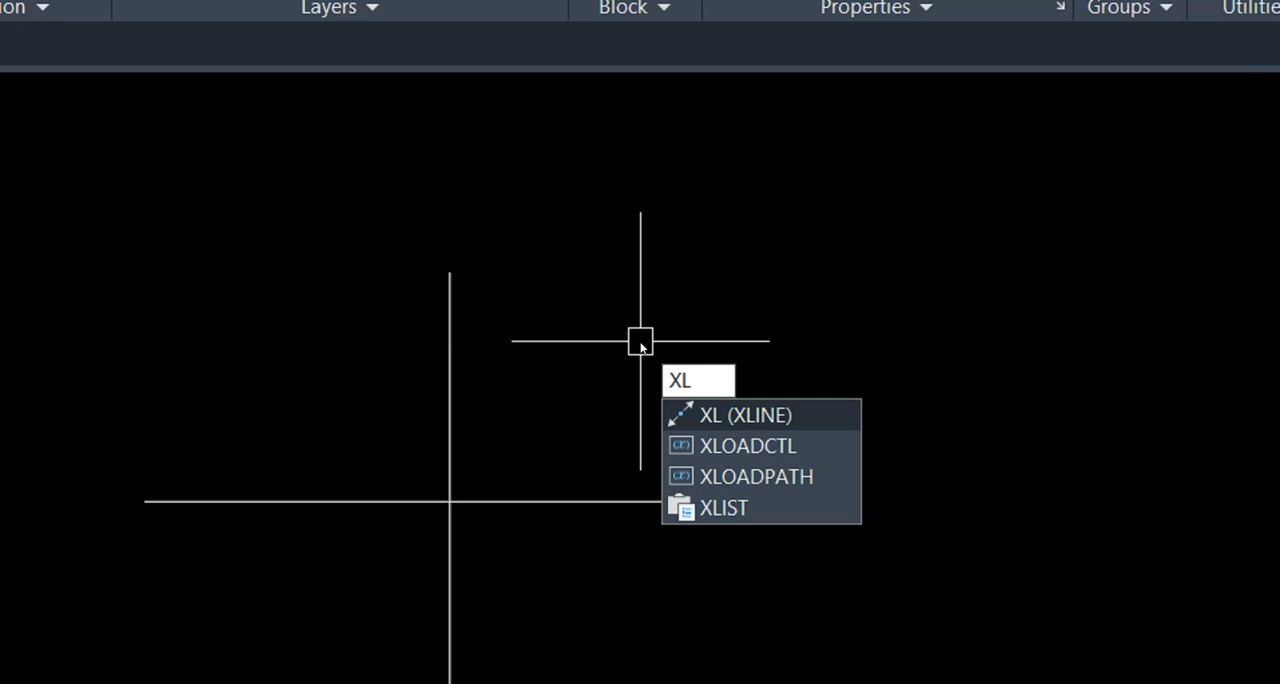 ion
Layers
Block
Properties
Groups
Utilitie
XL
XL (XLINE)
XLOADCTL
XLOADPATH
XLIST